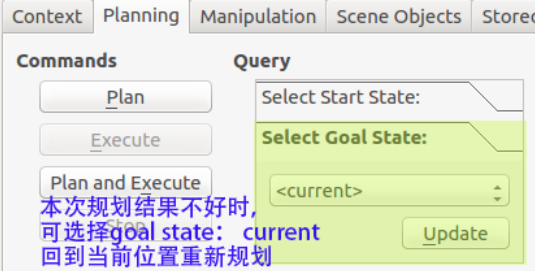 Context Planning Manipulation Scene Objects Stored
Commands Query
Plan
Select Start State:
Execute
Select Goal State:
Plan and Execute
<current>
本次规划结果不好时,
Stop
可选择goal state： current
Update
回到当前位置重新规划